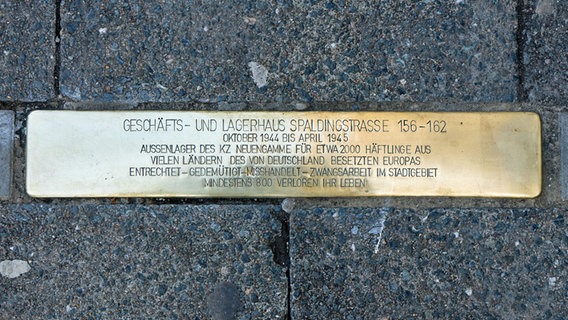 GESCHÄFTS- UND LAGERHAUS SPALDINGSTRASSE 156-162
OKTOBER 1944 BIS APRIL 1945
AUSSENLAGER DES KZ NEUENGAMME FÜR ETWA 2000 HÄFTLINGE AUS
VIELEN LÄNDERN DES VON DEUTSCHLAND BESETZTEN EUROPAS
ENTRECHTET-GEDEMÜTIGT-MISSHANDELT-ZWANGSARBEIT IM STADTGEBIET
MINDESTENS 800 VERLOREN IHR LEBEN